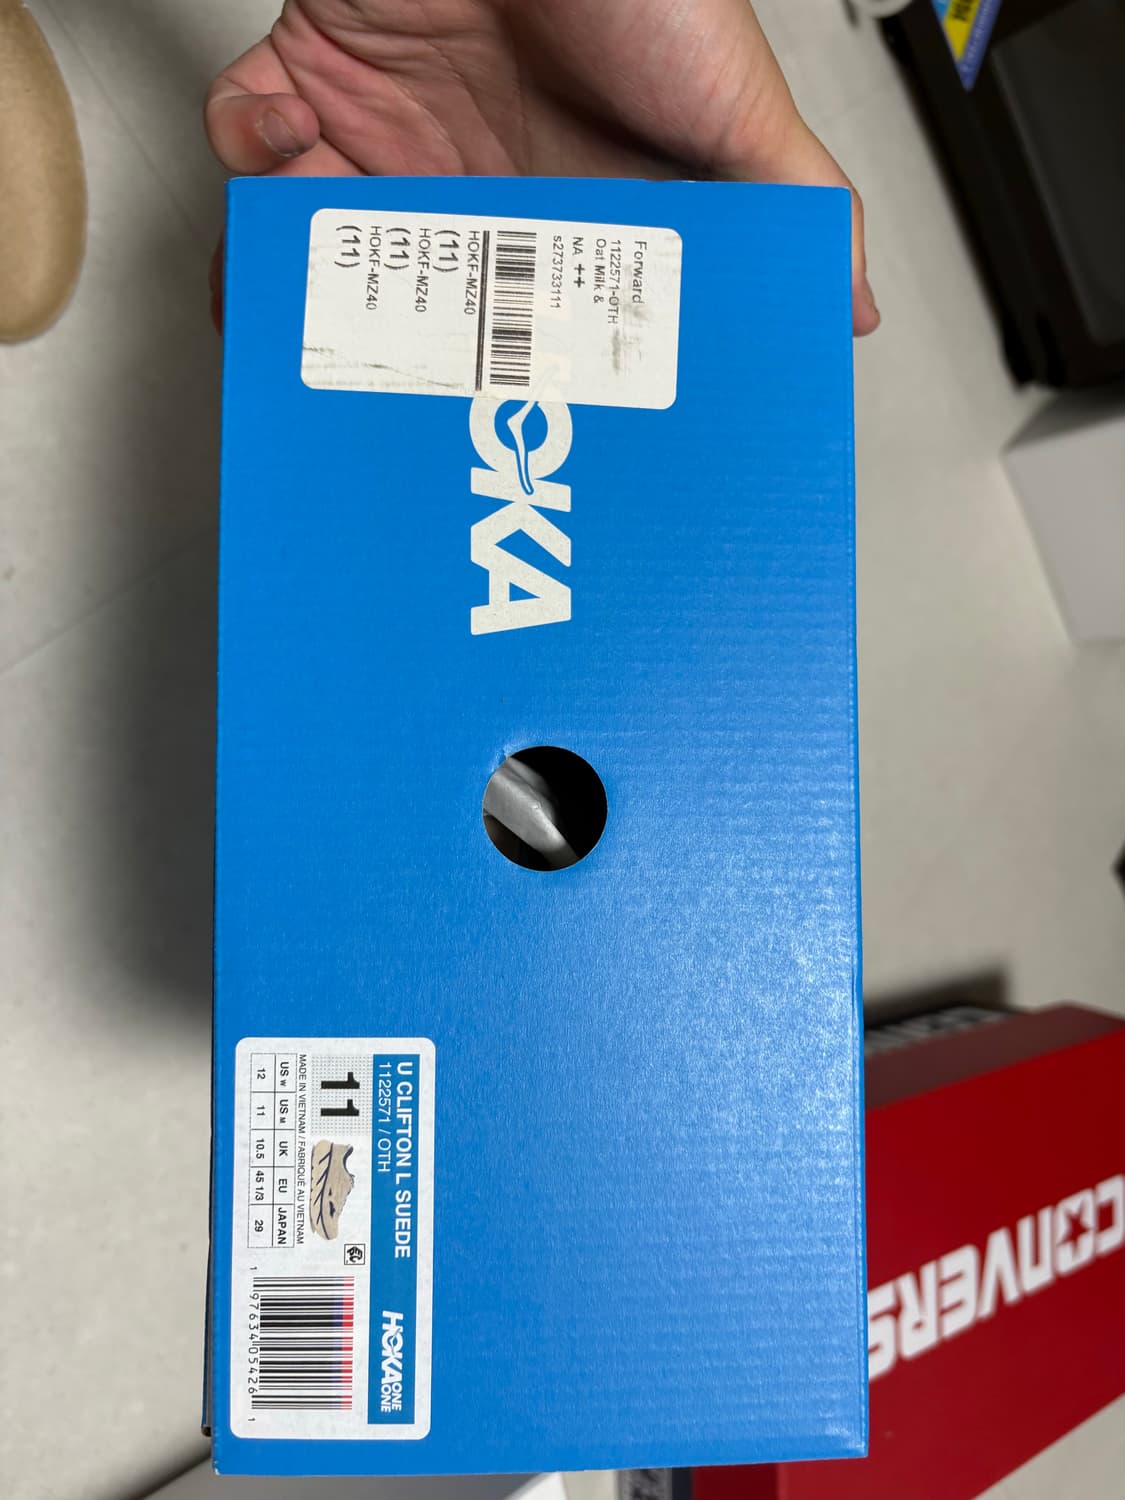 Forward
1122571-OTH
Oat Milk &
NA ++
s273733111
HOKF-MZ40
(11)
HOKF-MZ40
(11)
HOKF-MZ40
(11)
HOKA
U CLIFTON L SUEDE
1122571 / OTH
HOKA ONE ONE
11
MADE IN VIETNAM / FABRIQUÉ AU VIETNAM
US W US M UK EU JAPAN
12 11 10.5 45 1/3 29
1 97634 05426 1
CONVERS